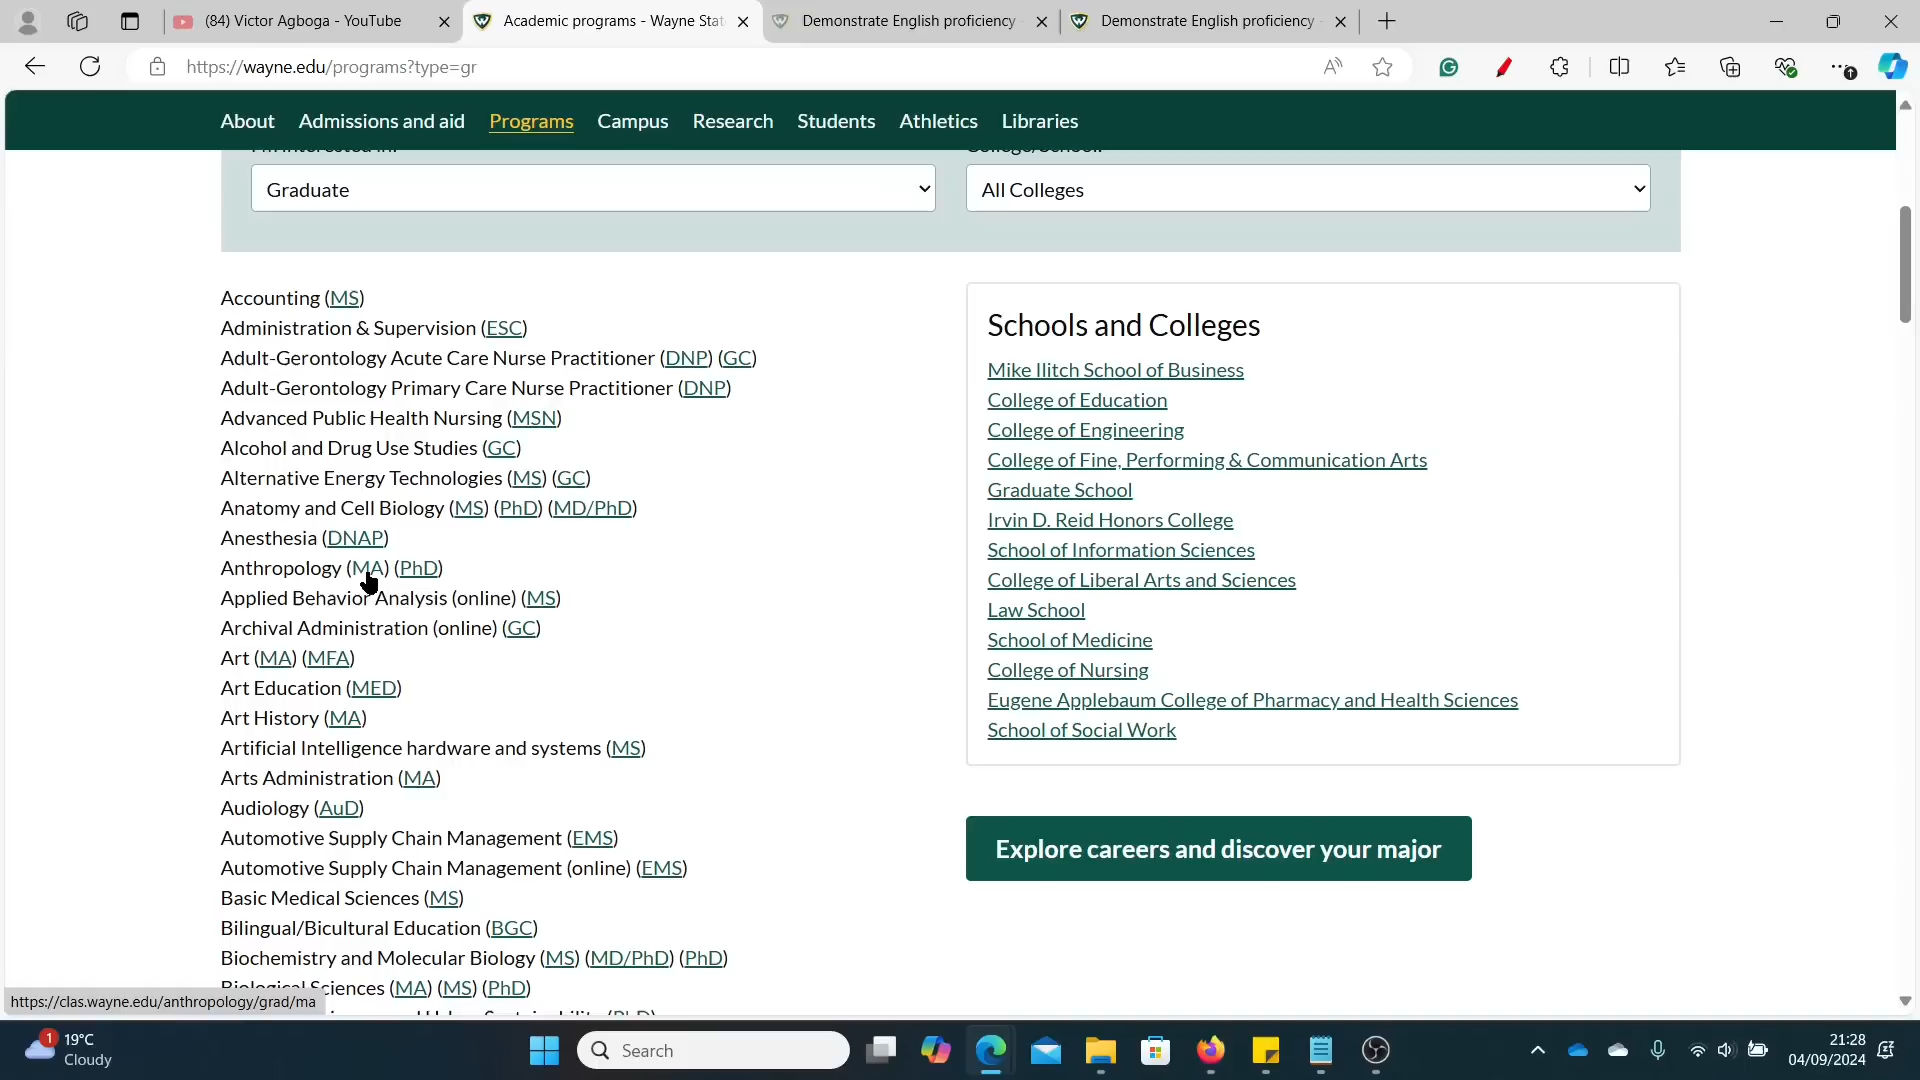 (84) Victor Agboga - YouTube
Academic programs - Wayne Stat
Demonstrate English proficiency
Demonstrate English proficiency
https://wayne.edu/programs?type=gr
About
Admissions and aid
Programs
Campus
Research
Students
Athletics
Libraries
Graduate
All Colleges
Accounting (MS)
Administration & Supervision (ESC)
Adult-Gerontology Acute Care Nurse Practitioner (DNP) (GC)
Adult-Gerontology Primary Care Nurse Practitioner (DNP)
Advanced Public Health Nursing (MSN)
Alcohol and Drug Use Studies (GC)
Alternative Energy Technologies (MS) (GC)
Anatomy and Cell Biology (MS) (PhD) (MD/PhD)
Anesthesia (DNAP)
Anthropology (MA) (PhD)
Applied Behavior Analysis (online) (MS)
Archival Administration (online) (GC)
Art (MA) (MFA)
Art Education (MED)
Art History (MA)
Artificial Intelligence hardware and systems (MS)
Arts Administration (MA)
Audiology (AuD)
Automotive Supply Chain Management (EMS)
Automotive Supply Chain Management (online) (EMS)
Basic Medical Sciences (MS)
Bilingual/Bicultural Education (BGC)
Biochemistry and Molecular Biology (MS) (MD/PhD) (PhD)
Biological Sciences (MA) (MS) (PhD)
Schools and Colleges
Mike Ilitch School of Business
College of Education
College of Engineering
College of Fine, Performing & Communication Arts
Graduate School
Irvin D. Reid Honors College
School of Information Sciences
College of Liberal Arts and Sciences
Law School
School of Medicine
College of Nursing
Eugene Applebaum College of Pharmacy and Health Sciences
School of Social Work
Explore careers and discover your major
https://clas.wayne.edu/anthropology/grad/ma
1
19°C
Cloudy
Search
21:28
04/09/2024